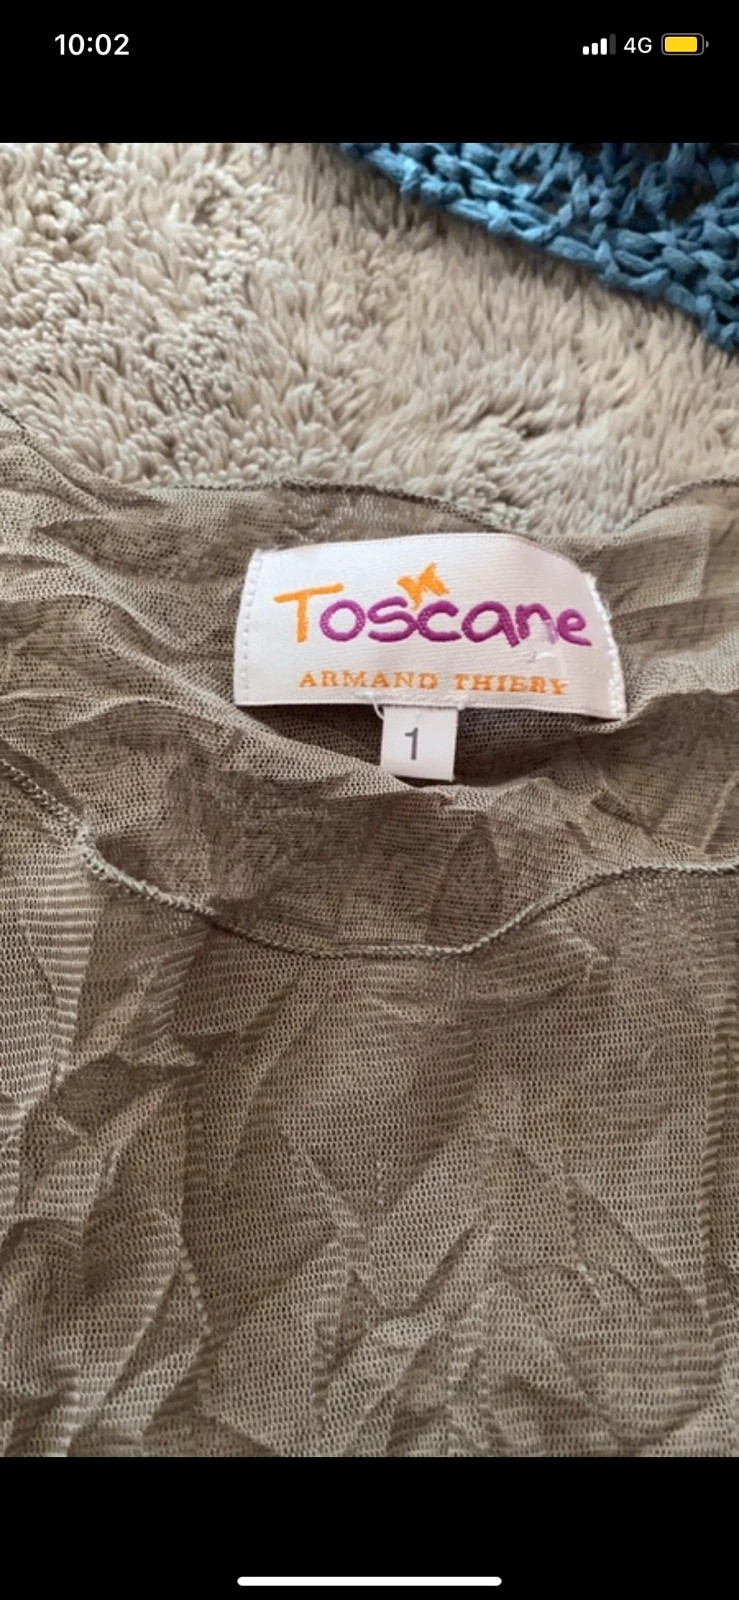 10:02
4G
Toscane
ARMAND THIERY
1